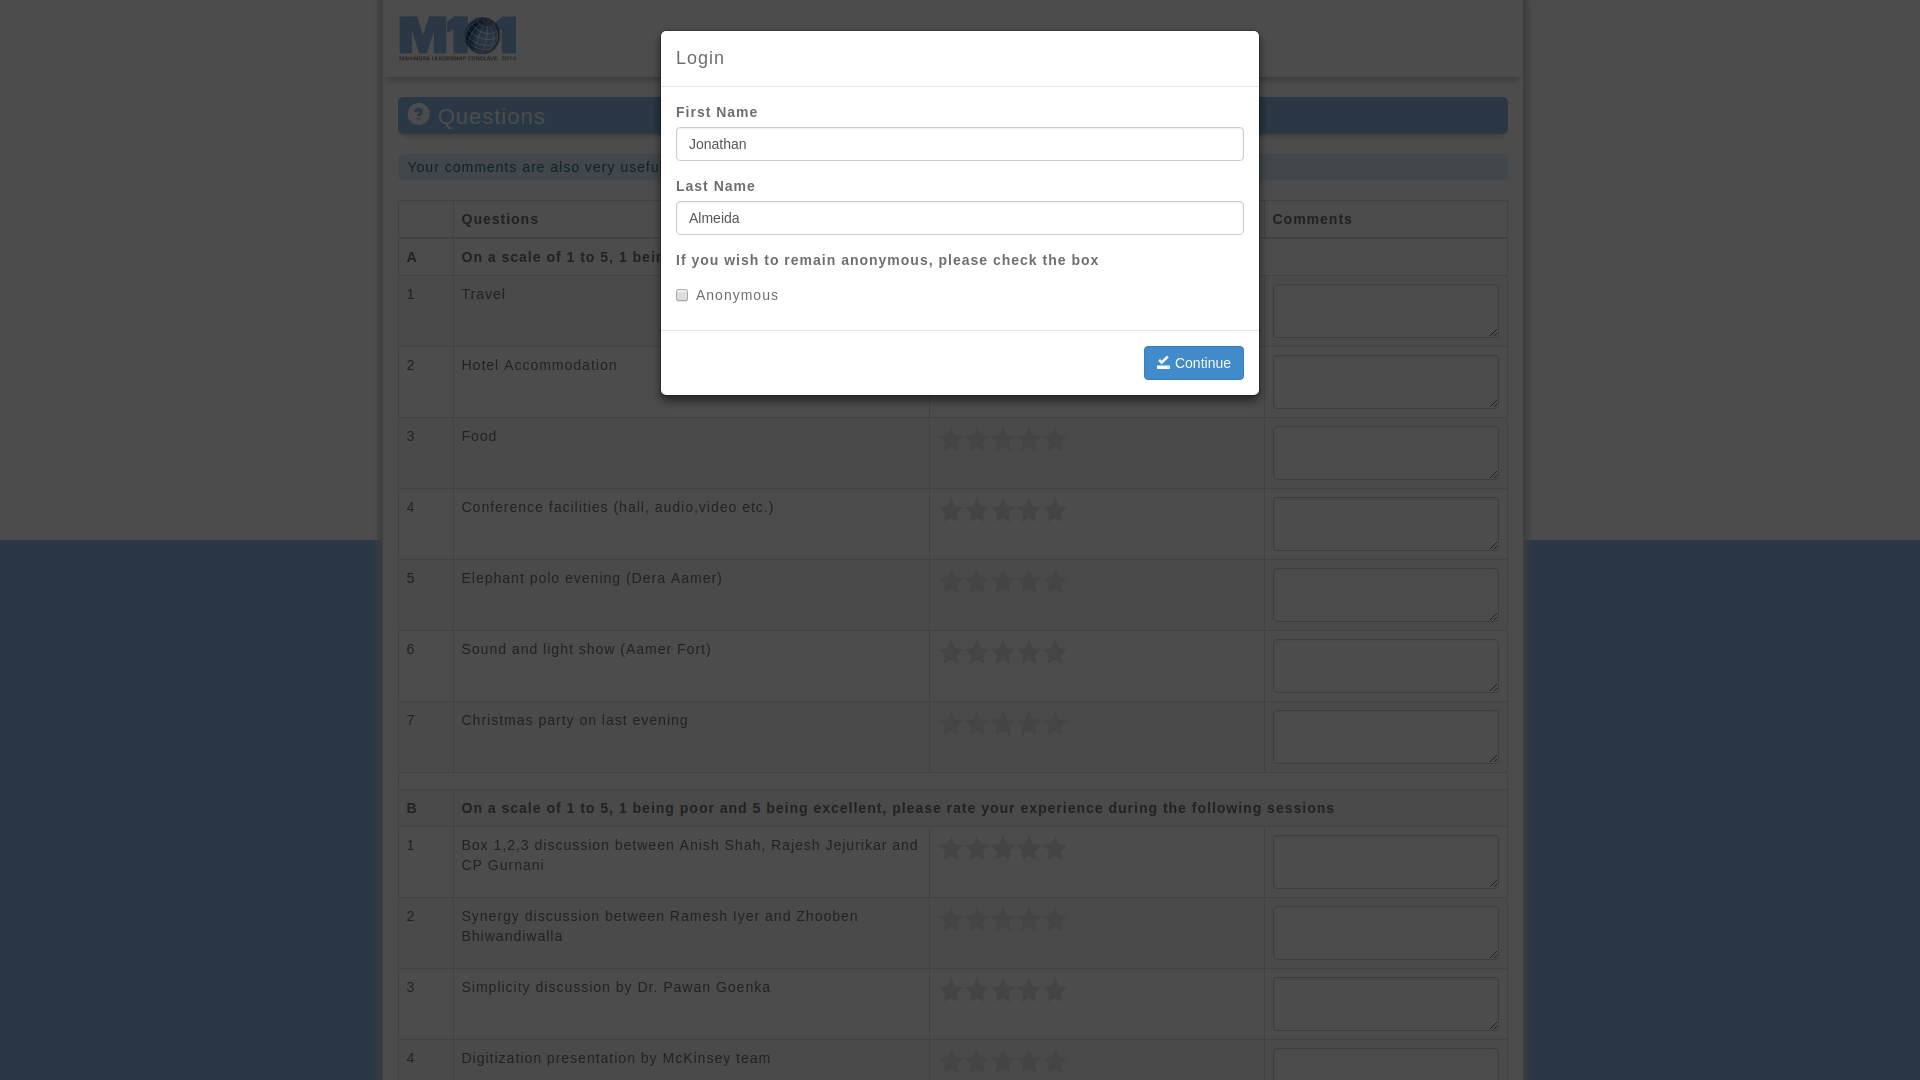 M101
MAHINDRA LEADERSHIP CONCLAVE, 2014
Login
First Name
Jonathan
Last Name
Almeida
If you wish to remain anonymous, please check the box
Anonymous
Continue
? Questions
Your comments are also very
Questions
Comments
A On a scale of 1 to 5, 1
1 Travel
2 Hotel Accommodation
3 Food
4 Conference facilities (hall, audio,video etc.)
5 Elephant polo evening (Dera Aamer)
6 Sound and light show (Aamer Fort)
7 Christmas party on last evening
B On a scale of 1 to 5, 1 being poor and 5 being excellent, please rate your experience during the following sessions
1 Box 1,2,3 discussion between Anish Shah, Rajesh Jejurikar and
CP Gurnani
2 Synergy discussion between Ramesh Iyer and Zhooben
Bhiwandiwalla
3 Simplicity discussion by Dr. Pawan Goenka
4 Digitization presentation by McKinsey team